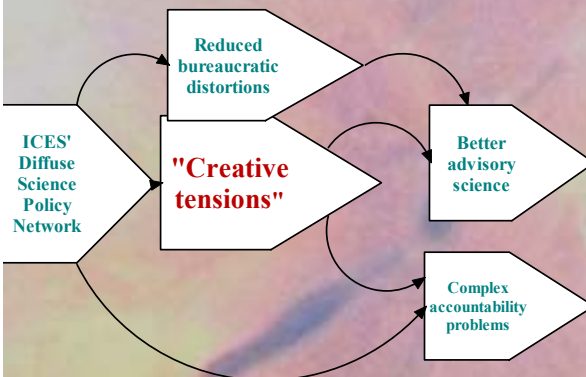 Reduced
bureaucratic
distortions
ICES'
Diffuse
Science
Policy
Network
"Creative
tensions"
Better
advisory
science
Complex
accountability
problems